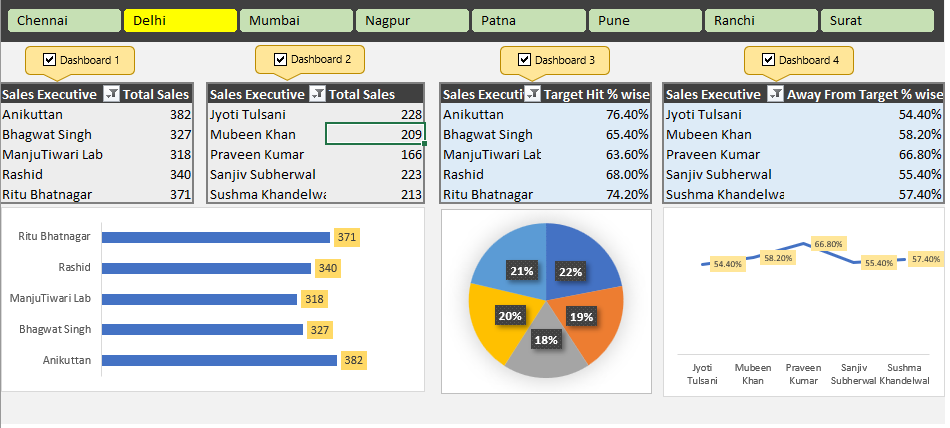 Chennai Delhi Mumbai Nagpur Patna Pune Ranchi Surat
Dashboard 1 Dashboard 2 Dashboard 3 Dashboard 4
Sales Executive Total Sales
Anikuttan 382
Bhagwat Singh 327
ManjuTiwari Lab 318
Rashid 340
Ritu Bhatnagar 371
Sales Executive Total Sales
Jyoti Tulsani 228
Mubeen Khan 209
Praveen Kumar 166
Sanjiv Subherwal 223
Sushma Khandelwa 213
Sales Executi Target Hit % wise
Anikuttan 76.40%
Bhagwat Singh 65.40%
ManjuTiwari Lab 63.60%
Rashid 68.00%
Ritu Bhatnagar 74.20%
Sales Executive Away From Target % wise
Jyoti Tulsani 54.40%
Mubeen Khan 58.20%
Praveen Kumar 66.80%
Sanjiv Subherwal 55.40%
Sushma Khandelwa 57.40%
Ritu Bhatnagar 371
Rashid 340
ManjuTiwari Lab 318
Bhagwat Singh 327
Anikuttan 382
21% 22%
20% 19%
18%
54.40% 58.20% 66.80% 55.40% 57.40%
Jyoti Mubeen Praveen Sanjiv Sushma
Tulsani Khan Kumar Subherwal Khandelwal